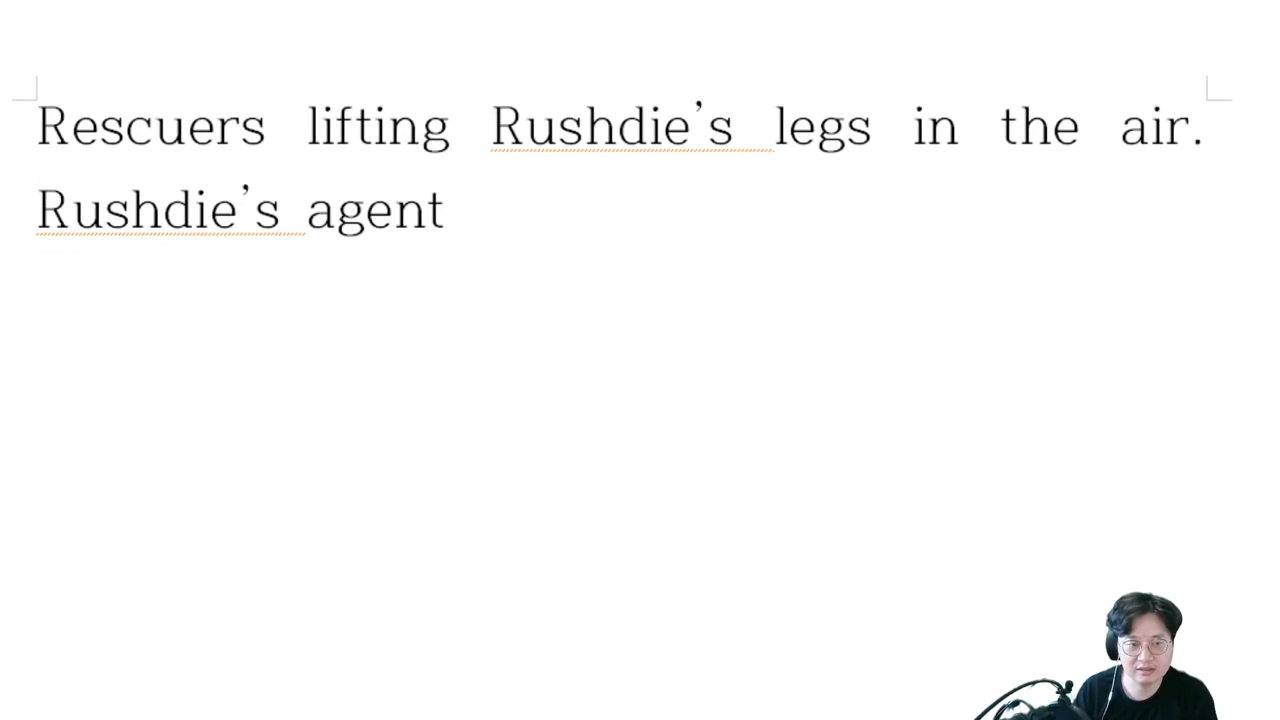 Rescuers lifting Rushdie’s legs in the air.
Rushdie’s agent